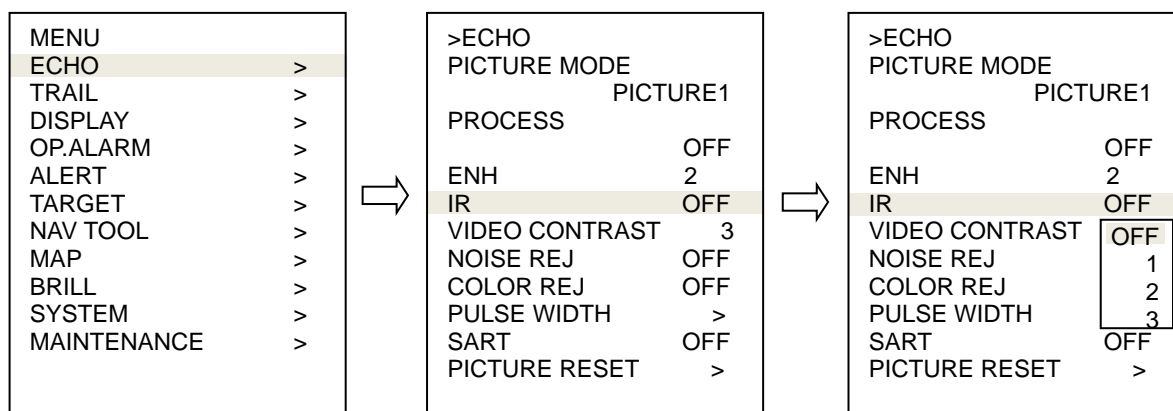 MENU
ECHO >
TRAIL >
DISPLAY >
OP.ALARM >
ALERT >
TARGET >
NAV TOOL >
MAP >
BRILL >
SYSTEM >
MAINTENANCE >
>ECHO
PICTURE MODE
PICTURE1
PROCESS
OFF
ENH 2
IR OFF
VIDEO CONTRAST 3
NOISE REJ OFF
COLOR REJ OFF
PULSE WIDTH >
SART OFF
PICTURE RESET >
>ECHO
PICTURE MODE
PICTURE1
PROCESS
OFF
ENH 2
IR OFF
VIDEO CONTRAST OFF
NOISE REJ 1
COLOR REJ 2
PULSE WIDTH 3
SART OFF
PICTURE RESET >